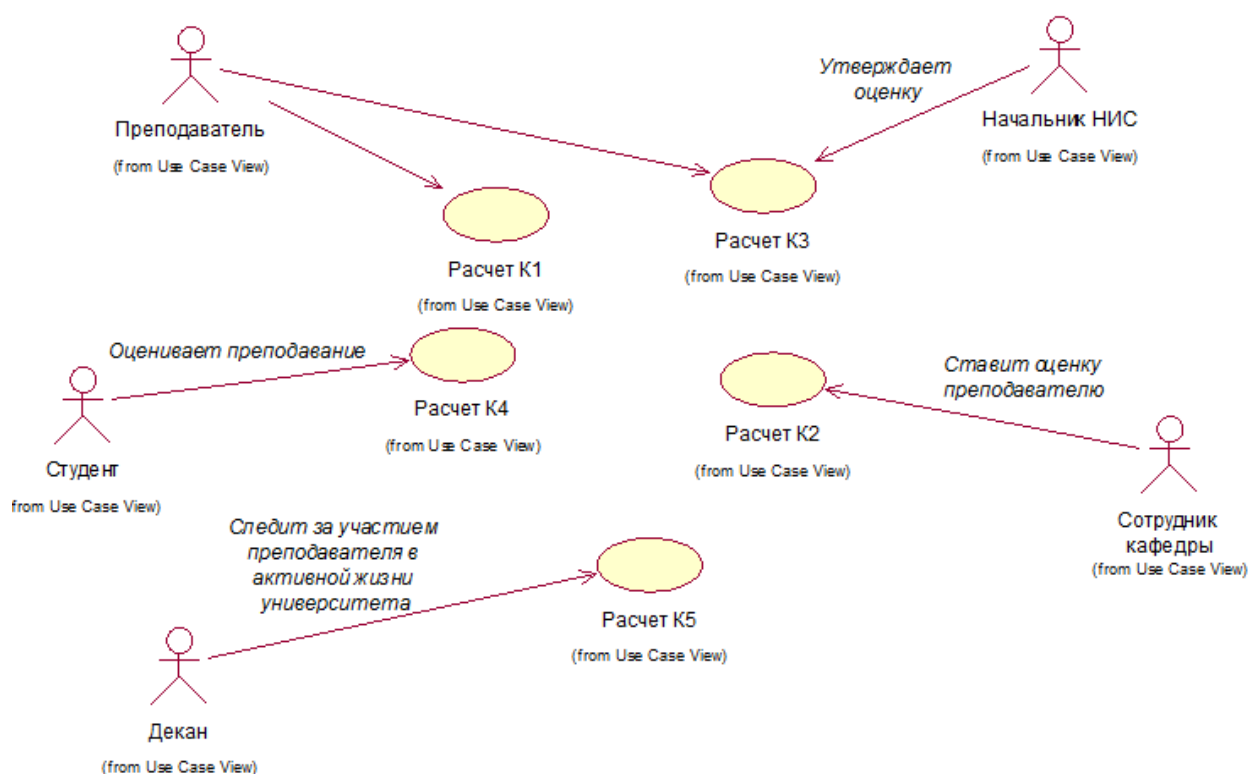 Утверждает
оценку
Преподаватель
(from Use Case View)
Начальник НИС
(from Use Case View)
Расчет К3
(from Use Case View)
Расчет К1
(from Use Case View)
Оценивает преподавание
Расчет К4
(from Use Case View)
Ставит оценку
преподавателю
Расчет К2
(from Use Case View)
Студент
from Use Case View)
Сотрудник
кафедры
(from Use Case View)
Следит за участием
преподавателя в
активной жизни
университета
Расчет К5
(from Use Case View)
Декан
(from Use Case View)